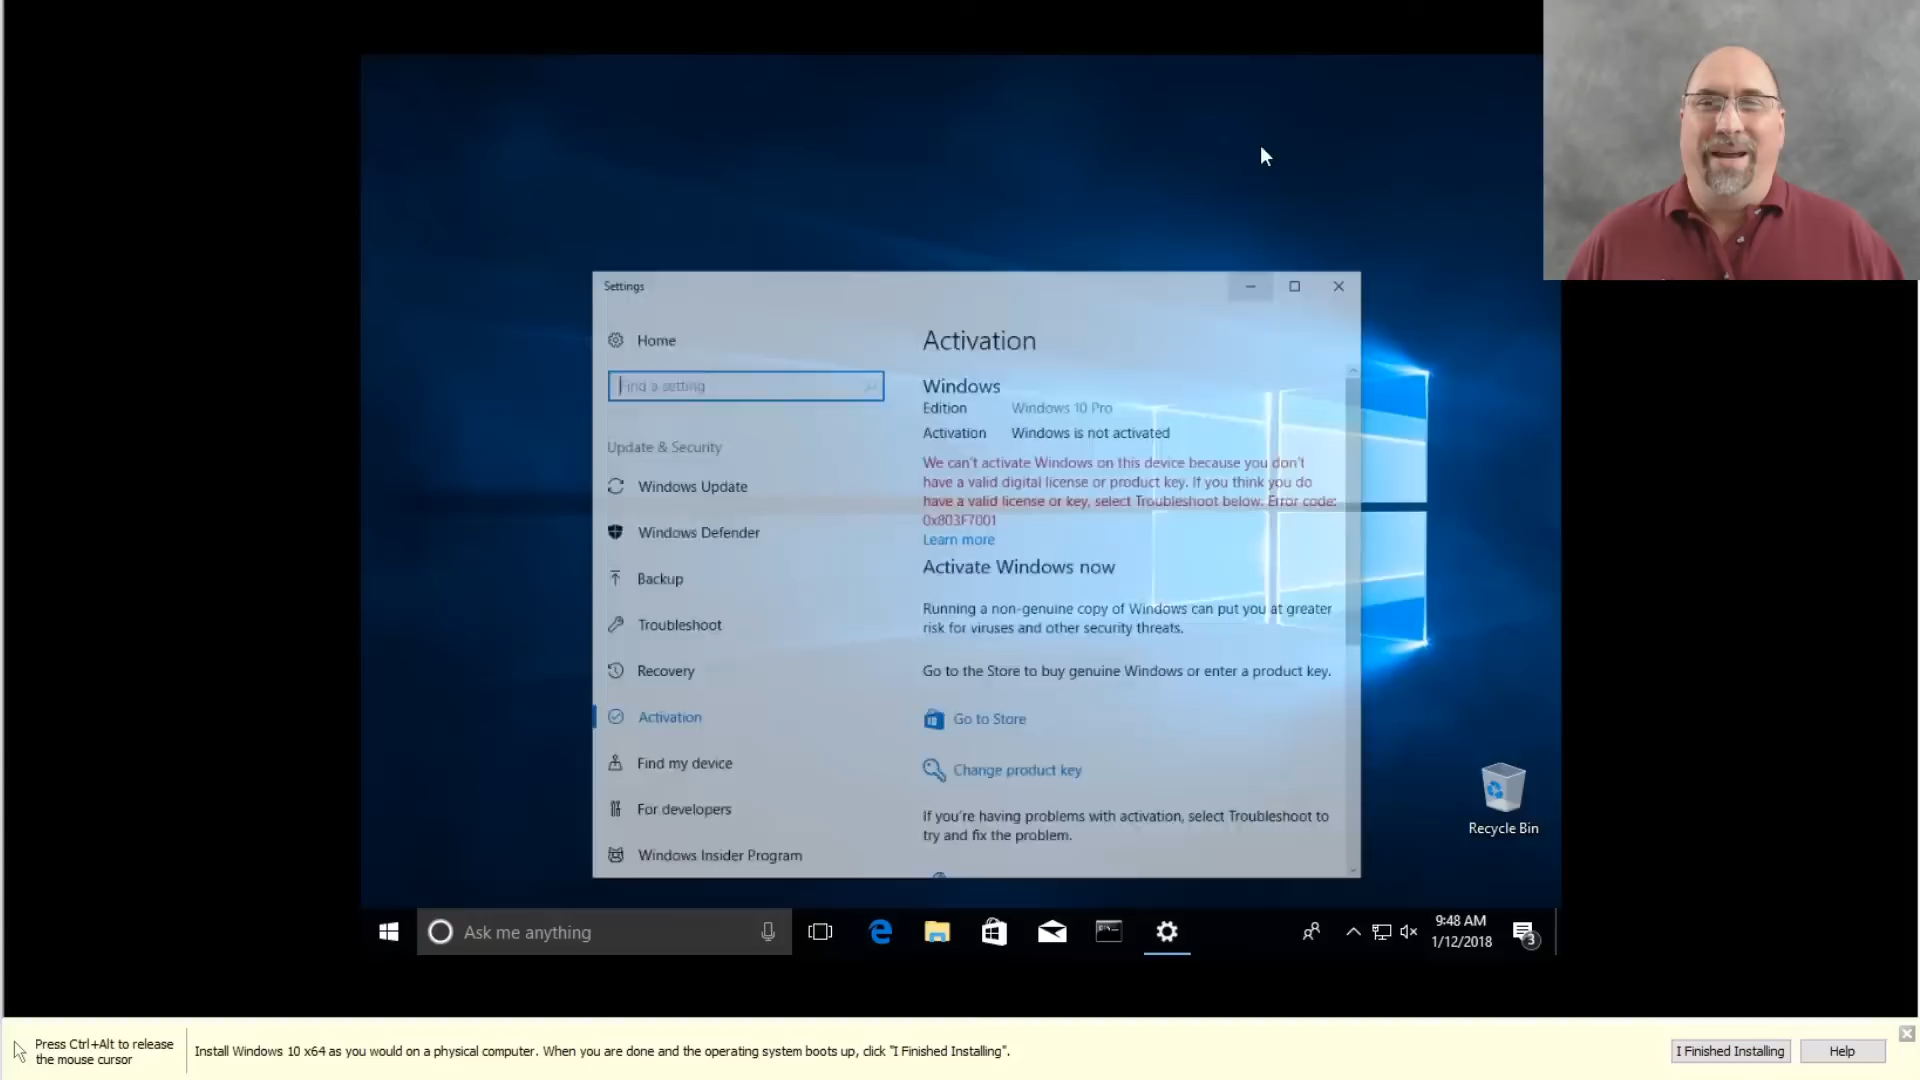 Settings
Home
Find a setting
Update & Security
Windows Update
Windows Defender
Backup
Troubleshoot
Recovery
Activation
Find my device
For developers
Windows Insider Program
Activation
Windows
Edition Windows 10 Pro
Activation Windows is not activated
We can't activate Windows on this device because you don't
have a valid digital license or product key. If you think you do
have a valid license or key, select Troubleshoot below. Error code:
0x803F7001
Learn more
Activate Windows now
Running a non-genuine copy of Windows can put you at greater
risk for viruses and other security threats.
Go to the Store to buy genuine Windows or enter a product key.
Go to Store
Change product key
If you're having problems with activation, select Troubleshoot to
try and fix the problem.
Recycle Bin
Ask me anything
9:48 AM
1/12/2018
3
Press Ctrl+Alt to release
the mouse cursor
Install Windows 10 x64 as you would on a physical computer. When you are done and the operating system boots up, click "I Finished Installing".
I Finished Installing
Help